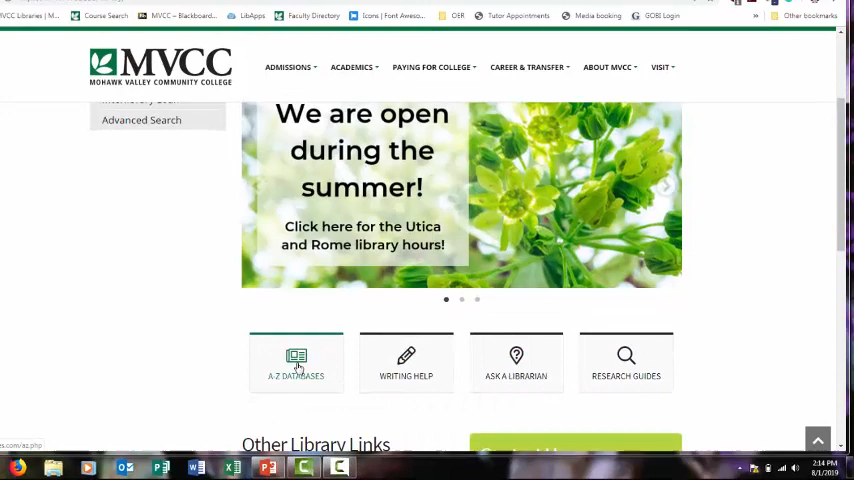 MVCC Libraries | M...
Course Search
MVCC – Blackboard...
LibApps
Faculty Directory
Icons | Font Aweso...
OER
Tutor Appointments
Media booking
GOBI Login
»
Other bookmarks
MVCC
MOHAWK VALLEY COMMUNITY COLLEGE
ADMISSIONS
ACADEMICS
PAYING FOR COLLEGE
CAREER & TRANSFER
ABOUT MVCC
VISIT
Advanced Search
We are open
during the
summer!
Click here for the Utica
and Rome library hours!
A-Z DATABASES
WRITING HELP
ASK A LIBRARIAN
RESEARCH GUIDES
es.com/az.php
Other Library Links
2:14 PM
8/1/2019